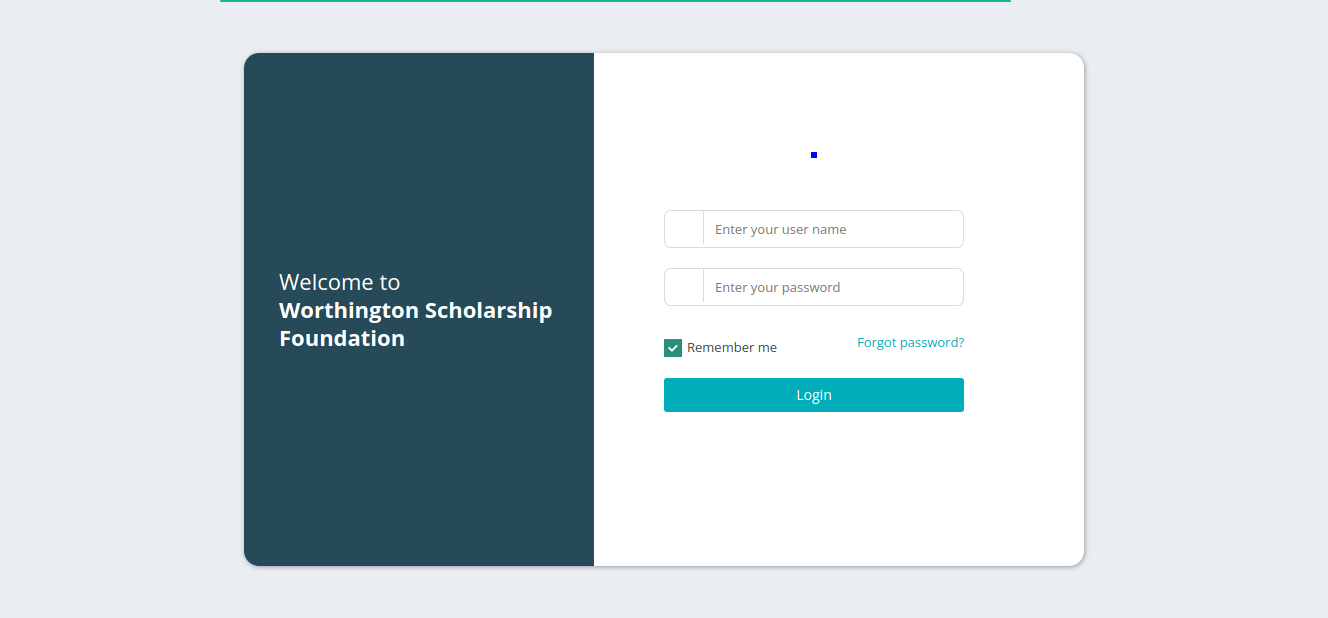 Welcome to
Worthington Scholarship
Foundation
Enter your user name
Enter your password
Remember me
Forgot password?
Login